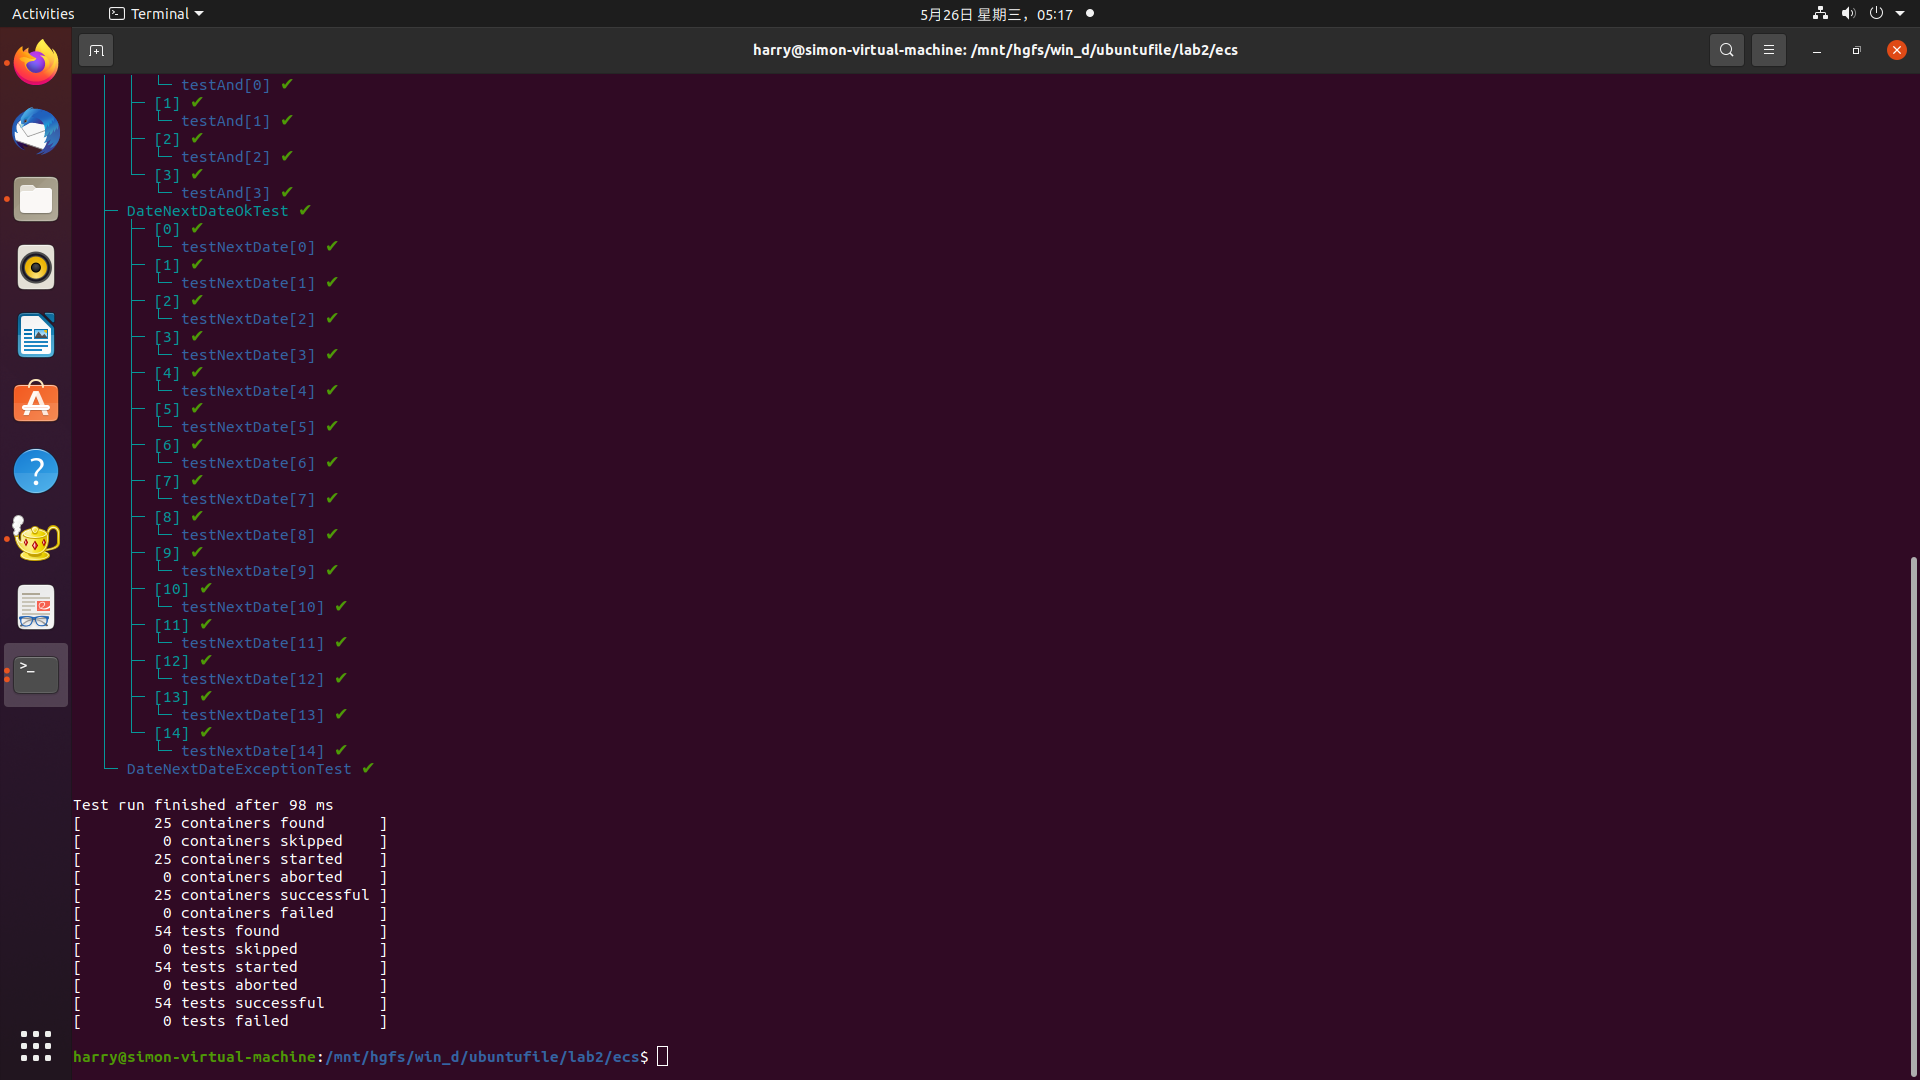 Activities
Terminal
5月26日 星期三，05:17
harry@simon-virtual-machine: /mnt/hgfs/win_d/ubuntufile/lab2/ecs
│  │  └─ testAnd[0] ✔
│  ├─ [1] ✔
│  │  └─ testAnd[1] ✔
│  ├─ [2] ✔
│  │  └─ testAnd[2] ✔
│  └─ [3] ✔
│     └─ testAnd[3] ✔
├─ DateNextDateOkTest ✔
│  ├─ [0] ✔
│  │  └─ testNextDate[0] ✔
│  ├─ [1] ✔
│  │  └─ testNextDate[1] ✔
│  ├─ [2] ✔
│  │  └─ testNextDate[2] ✔
│  ├─ [3] ✔
│  │  └─ testNextDate[3] ✔
│  ├─ [4] ✔
│  │  └─ testNextDate[4] ✔
│  ├─ [5] ✔
│  │  └─ testNextDate[5] ✔
│  ├─ [6] ✔
│  │  └─ testNextDate[6] ✔
│  ├─ [7] ✔
│  │  └─ testNextDate[7] ✔
│  ├─ [8] ✔
│  │  └─ testNextDate[8] ✔
│  ├─ [9] ✔
│  │  └─ testNextDate[9] ✔
│  ├─ [10] ✔
│  │  └─ testNextDate[10] ✔
│  ├─ [11] ✔
│  │  └─ testNextDate[11] ✔
│  ├─ [12] ✔
│  │  └─ testNextDate[12] ✔
│  ├─ [13] ✔
│  │  └─ testNextDate[13] ✔
│  └─ [14] ✔
│     └─ testNextDate[14] ✔
└─ DateNextDateExceptionTest ✔
Test run finished after 98 ms
[        25 containers found      ]
[         0 containers skipped    ]
[        25 containers started    ]
[         0 containers aborted    ]
[        25 containers successful ]
[         0 containers failed     ]
[        54 tests found           ]
[         0 tests skipped         ]
[        54 tests started         ]
[         0 tests aborted         ]
[        54 tests successful      ]
[         0 tests failed          ]
harry@simon-virtual-machine:/mnt/hgfs/win_d/ubuntufile/lab2/ecs$